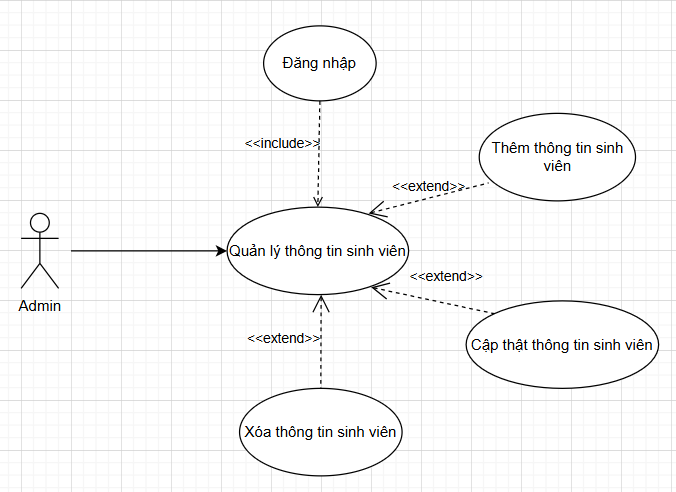 Đăng nhập
<<include>>
Thêm thông tin sinh
viên
<<extend>>
Quản lý thông tin sinh viên
<<extend>>
Admin
<<extend>>
Cập thật thông tin sinh viên
Xóa thông tin sinh viên